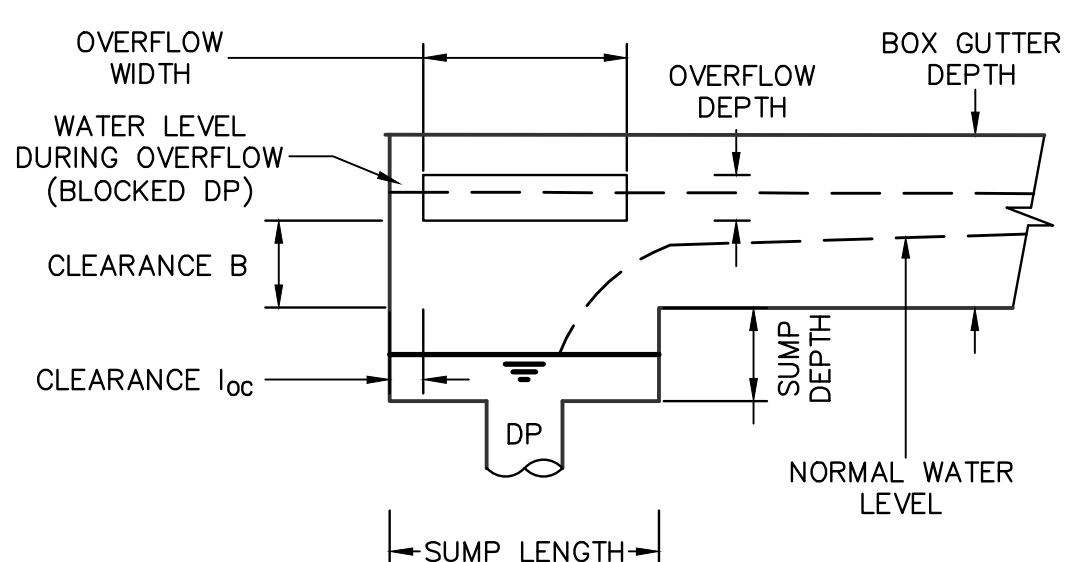 OVERFLOW
WIDTH
BOX GUTTER
DEPTH
OVERFLOW
DEPTH
WATER LEVEL
DURING OVERFLOW
(BLOCKED DP)
CLEARANCE B
SUMP
DEPTH
CLEARANCE IOC
DP
NORMAL WATER
LEVEL
SUMP LENGTH